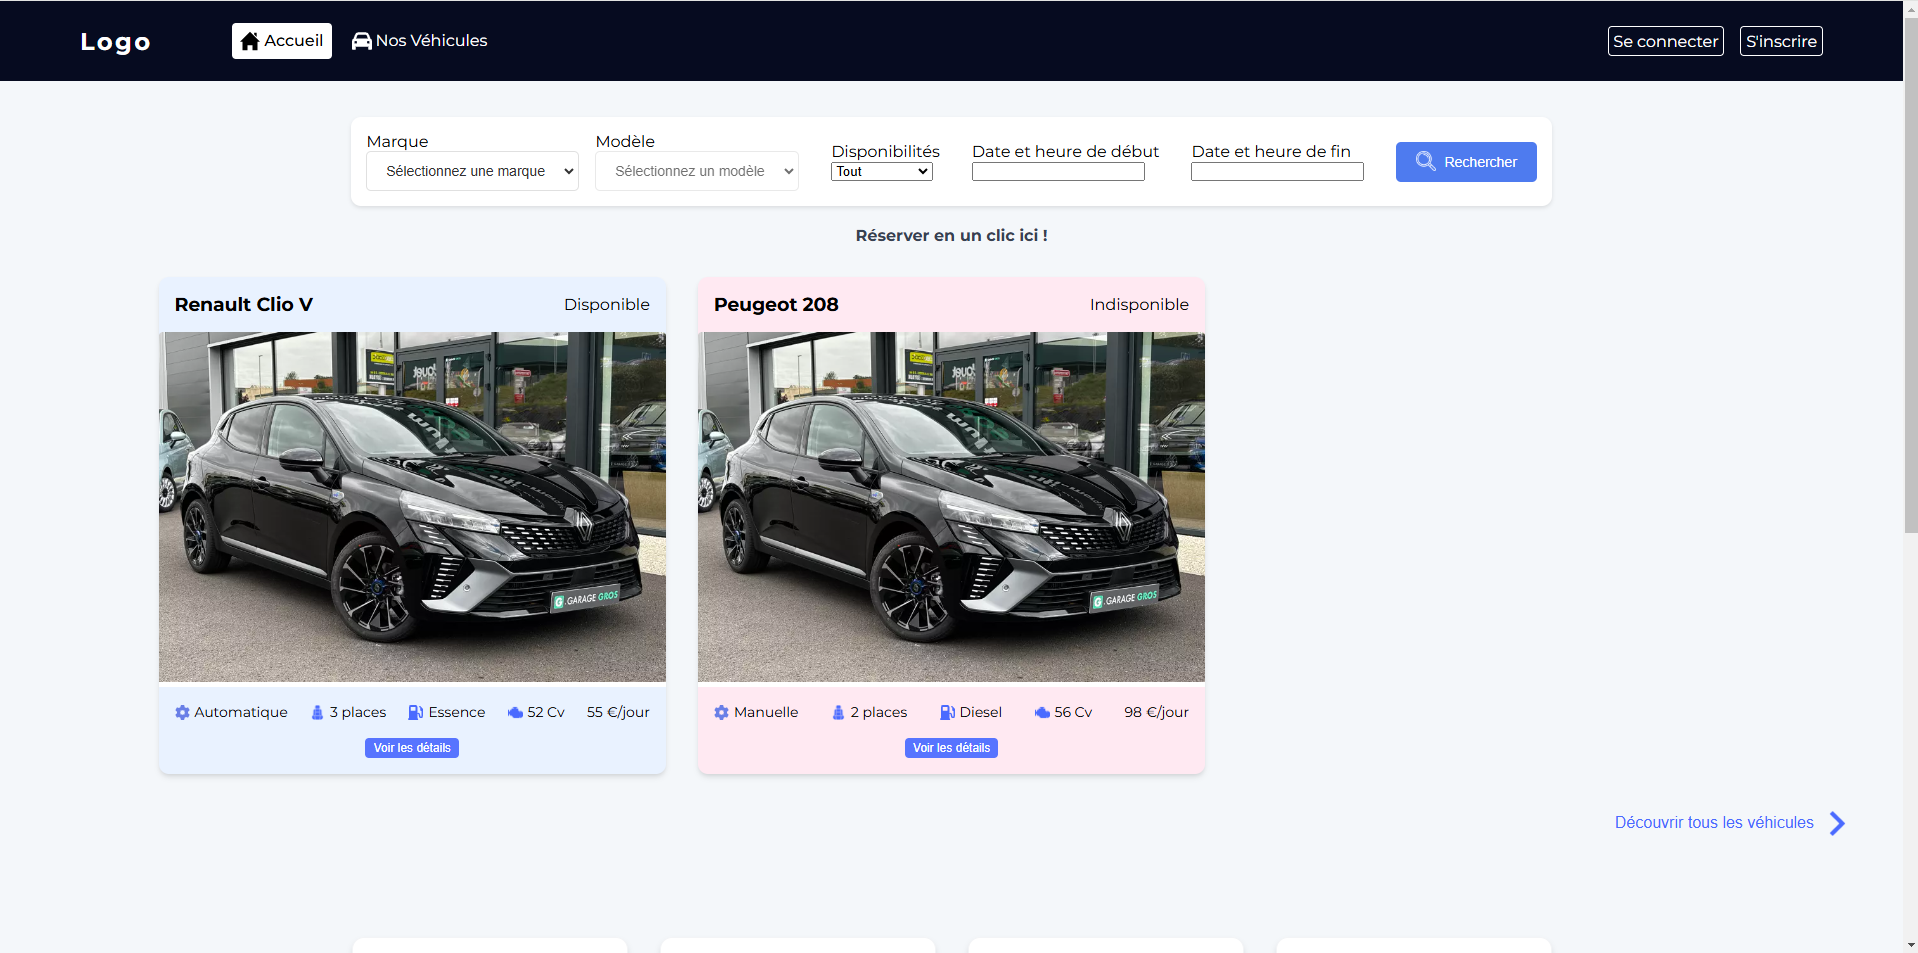 Logo
Accueil
Nos Véhicules
Se connecter
S'inscrire
Marque
Sélectionnez une marque
Modèle
Sélectionnez un modèle
Disponibilités
Tout
Date et heure de début
Date et heure de fin
Rechercher
Réserver en un clic ici !
Renault Clio V
Disponible
GARAGE GROS
Automatique
3 places
Essence
52 Cv
55 €/jour
Voir les détails
Peugeot 208
Indisponible
GARAGE GROS
Manuelle
2 places
Diesel
56 Cv
98 €/jour
Voir les détails
Découvrir tous les véhicules